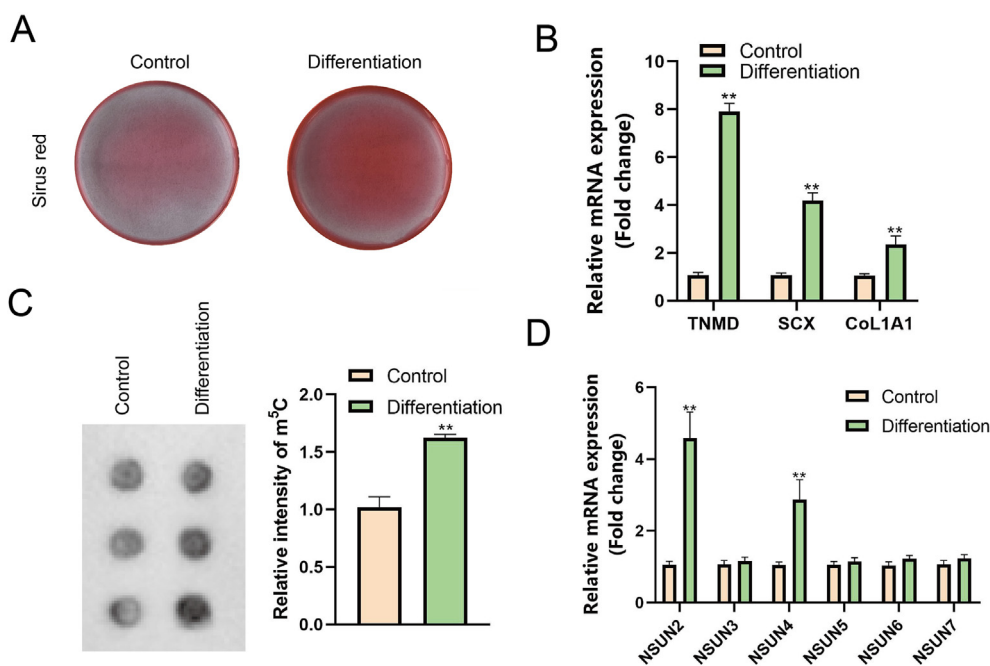 A
Control
Differentiation
Sirus red
B
Control
Differentiation
Relative mRNA expression
(Fold change)
10
8
6
4
2
0
**
**
**
TNMD
SCX
CoL1A1
C
Control
Differentiation
Control
Differentiation
Relative intensity of m⁵C
2.0
1.5
1.0
0.5
0.0
**
D
Control
Differentiation
Relative mRNA expression
(Fold change)
6
4
2
0
**
**
NSUN2
NSUN3
NSUN4
NSUN5
NSUN6
NSUN7